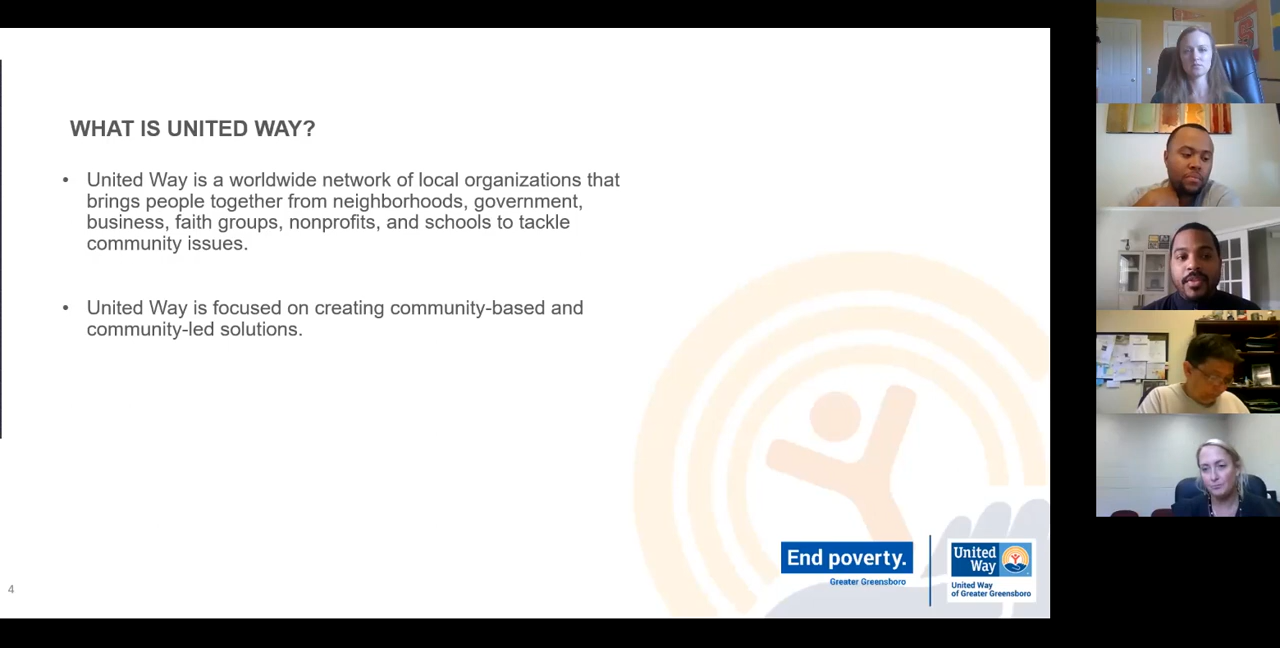 WHAT IS UNITED WAY?
• United Way is a worldwide network of local organizations that
brings people together from neighborhoods, government,
business, faith groups, nonprofits, and schools to tackle
community issues.
• United Way is focused on creating community-based and
community-led solutions.
End poverty.
Greater Greensboro
United
Way
United Way
of Greater Greensboro
4